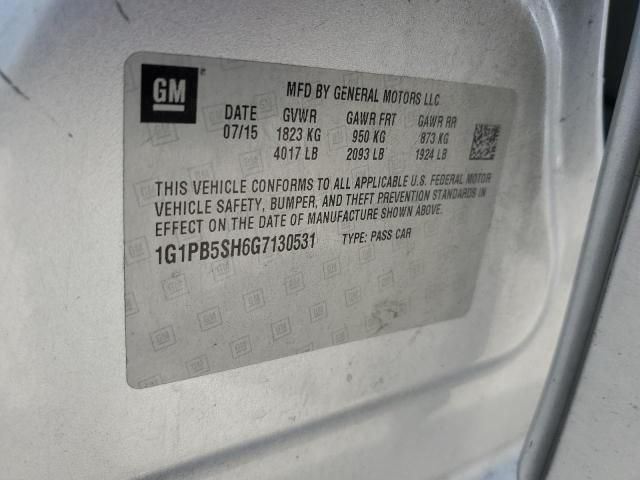 GM
MFD BY GENERAL MOTORS LLC
DATE GVWR GAWR FRT GAWR RR
07/15 1823 KG 950 KG 873 KG
4017 LB 2093 LB 1924 LB
THIS VEHICLE CONFORMS TO ALL APPLICABLE U.S. FEDERAL MOTOR
VEHICLE SAFETY, BUMPER, AND THEFT PREVENTION STANDARDS IN
EFFECT ON THE DATE OF MANUFACTURE SHOWN ABOVE.
1G1PB5SH6G7130531 TYPE: PASS CAR